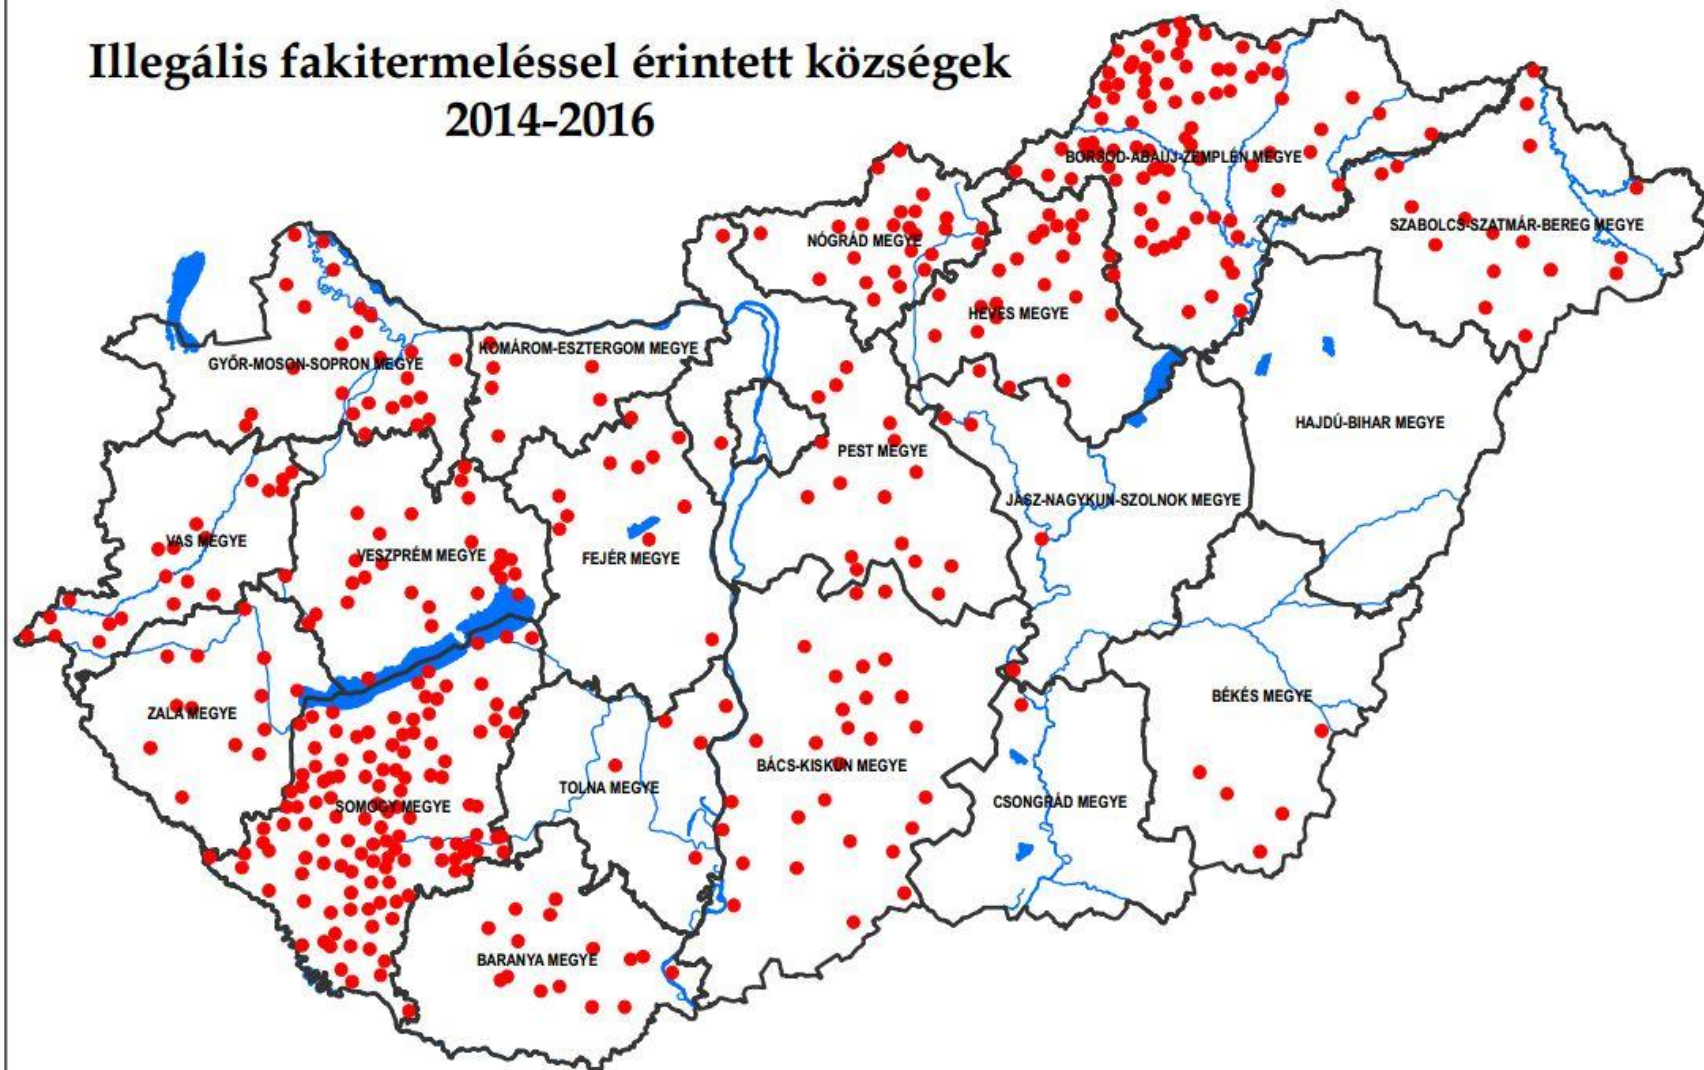 Illegális fakitermeléssel érintett községek
2014-2016
BORSOD-ABAÚJ-ZEMPLÉN MEGYE
SZABOLCS-SZATMÁR-BEREG MEGYE
NÓGRÁD MEGYE
HEVES MEGYE
KOMÁROM-ESZTERGOM MEGYE
GYŐR-MOSON-SOPRON MEGYE
HAJDÚ-BIHAR MEGYE
PEST MEGYE
JÁSZ-NAGYKUN-SZOLNOK MEGYE
VAS MEGYE
VESZPRÉM MEGYE
FEJÉR MEGYE
BÉKÉS MEGYE
ZALA MEGYE
BÁCS-KISKUN MEGYE
TOLNA MEGYE
CSONGRÁD MEGYE
SOMOGY MEGYE
BARANYA MEGYE